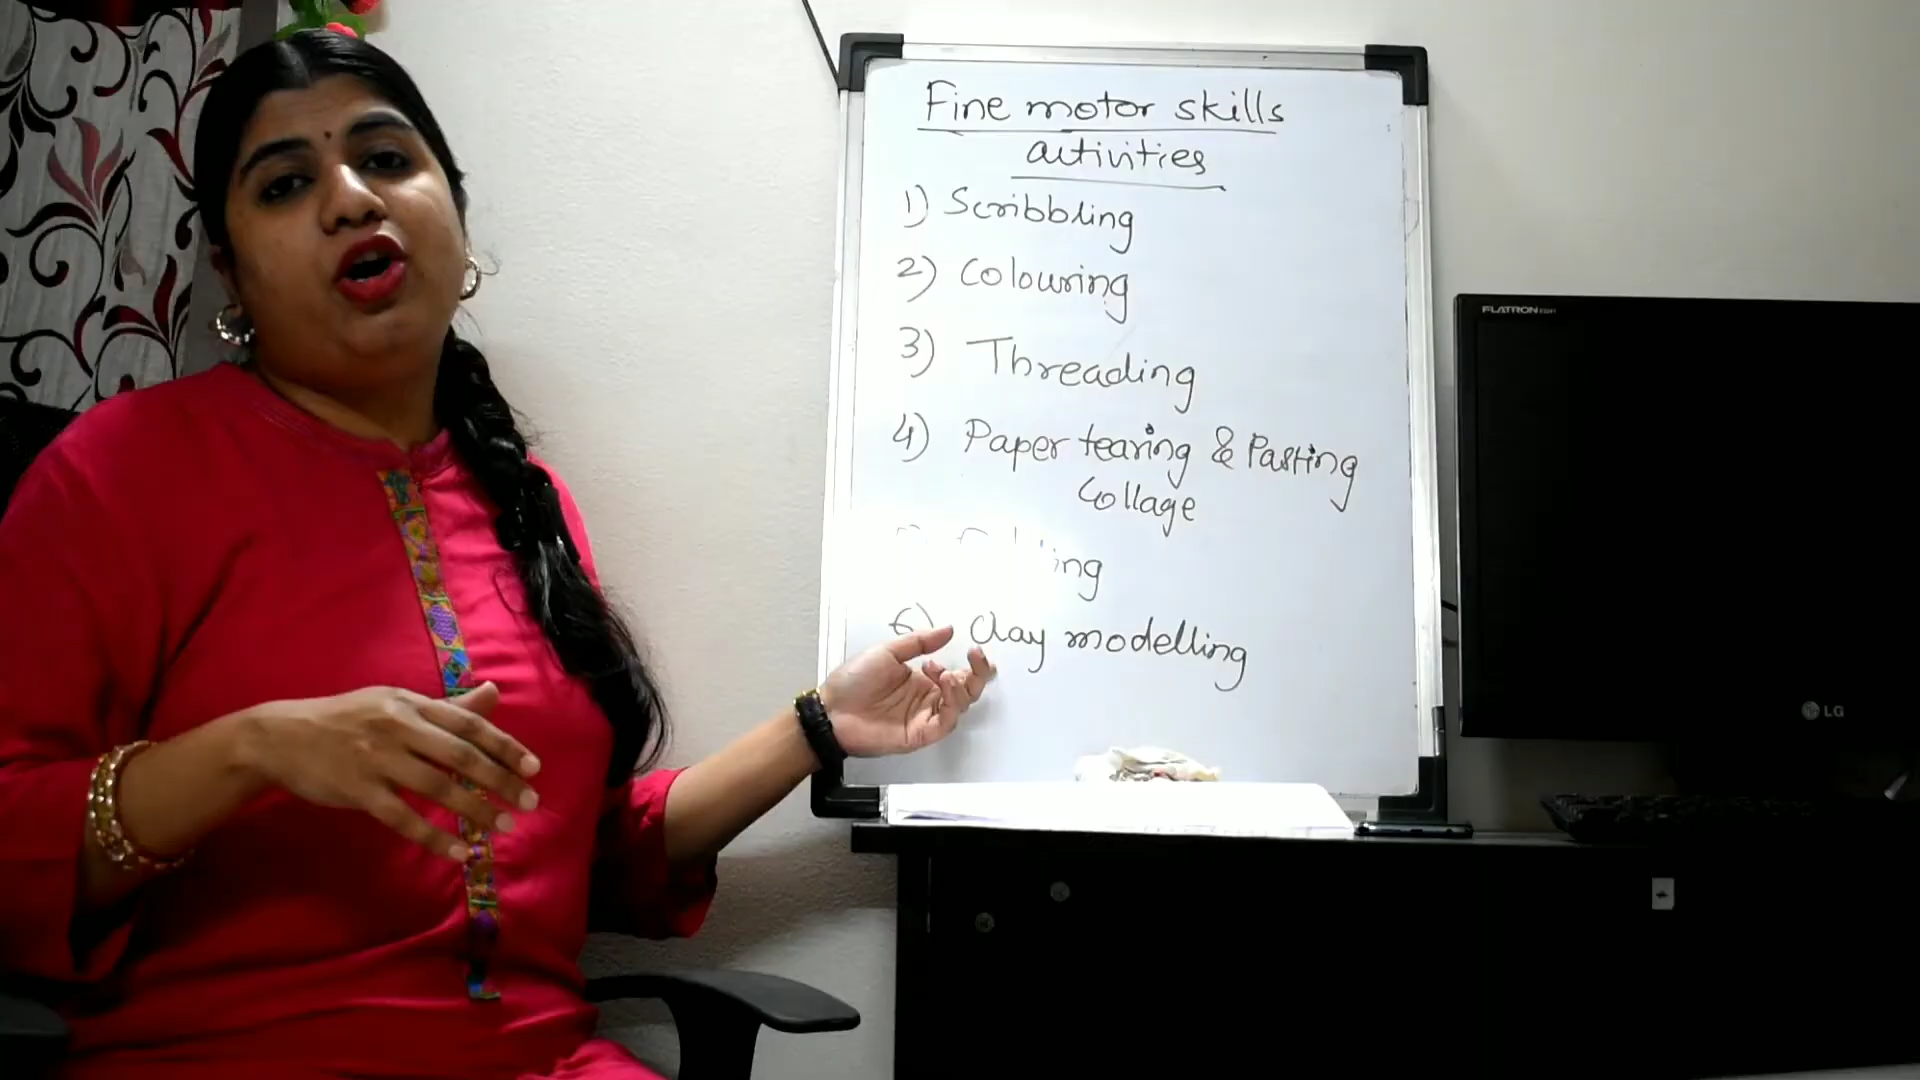 Fine motor skills
activities
1) Scribbling
2) Colouring
3) Threading
4) Paper tearing & Pasting
Collage
ing
6) Clay modelling
FLATRON
LG